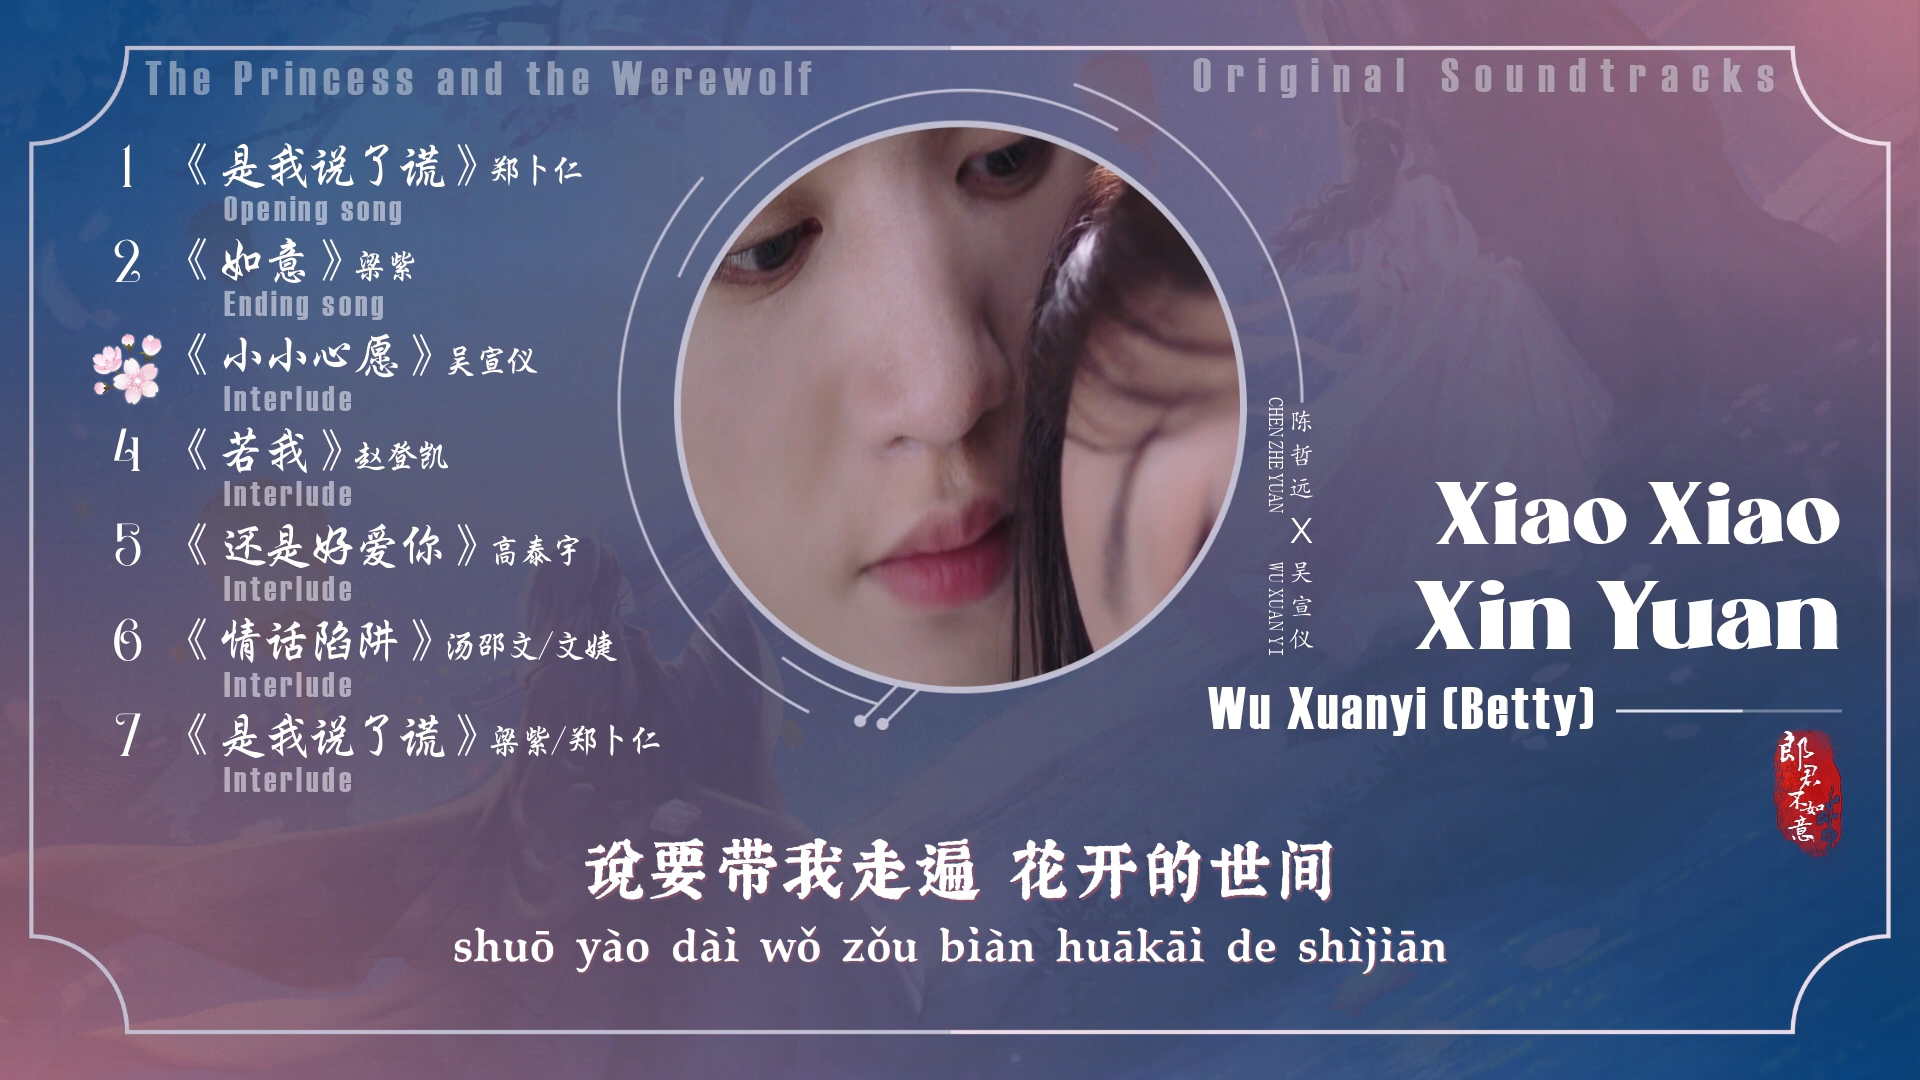 The Princess and the Werewolf
Original Soundtracks
1 《是我说了谎》郑卜仁
Opening song
2 《如意》梁紫
Ending song
《小小心愿》吴宣仪
Interlude
4 《若我》赵登凯
Interlude
5 《还是好爱你》高泰宇
Interlude
6 《情话陷阱》汤邵文/文婕
Interlude
7 《是我说了谎》梁紫/郑卜仁
Interlude
陈哲远 X 吴宣仪
CHEN ZHE YUAN WU XUAN YI
Xiao Xiao
Xin Yuan
Wu Xuanyi (Betty)
郎君不如意
说要带我走遍 花开的世间
shuō yào dài wǒ zǒu biàn huākāi de shìjiān